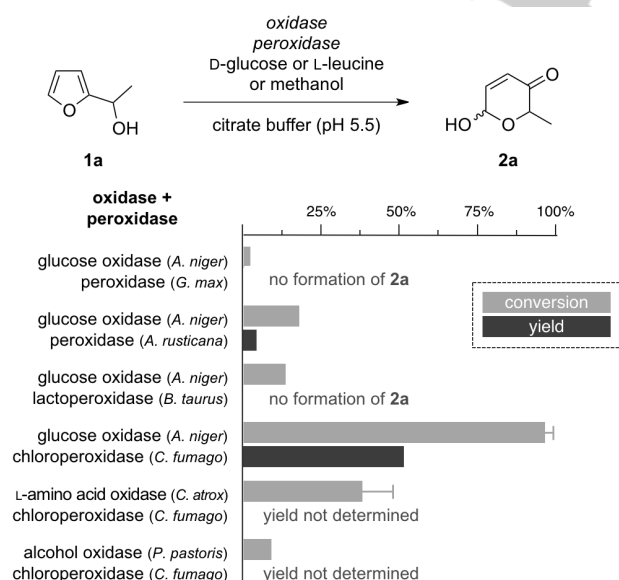 oxidase
peroxidase
D-glucose or L-leucine
or methanol
citrate buffer (pH 5.5)
O
OH
1a
O
HO
O
2a
oxidase +
peroxidase
25%
50%
75%
100%
glucose oxidase (A. niger)
peroxidase (G. max)
no formation of 2a
conversion
yield
glucose oxidase (A. niger)
peroxidase (A. rusticana)
glucose oxidase (A. niger)
lactoperoxidase (B. taurus)
no formation of 2a
glucose oxidase (A. niger)
chloroperoxidase (C. fumago)
L-amino acid oxidase (C. atrox)
chloroperoxidase (C. fumago)
yield not determined
alcohol oxidase (P. pastoris)
chloroperoxidase (C. fumago)
yield not determined